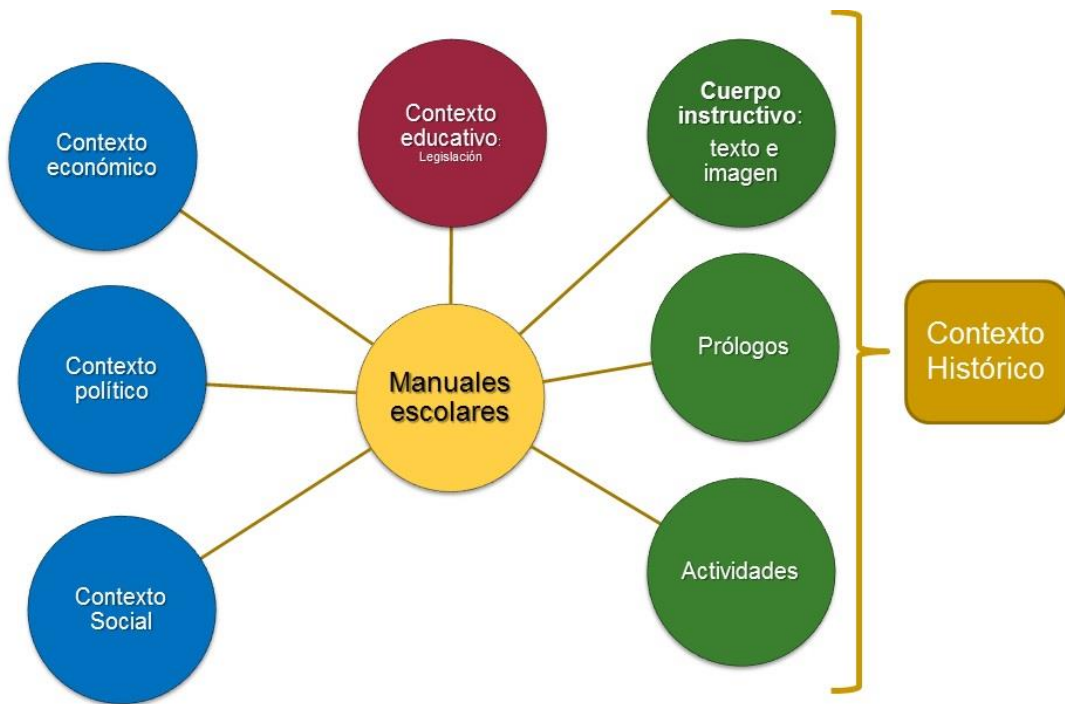 Contexto
económico
Contexto
educativo:
Legislación
Cuerpo
instructivo:
texto e
imagen
Contexto
político
Manuales
escolares
Prólogos
Contexto
Histórico
Contexto
Social
Actividades